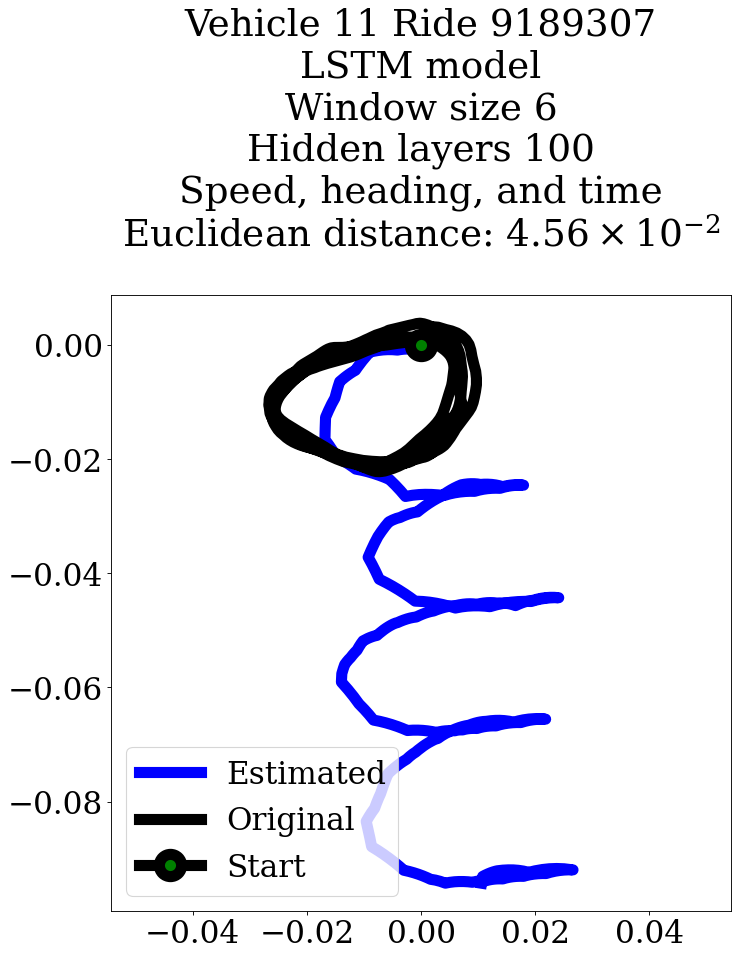 Vehicle 11 Ride 9189307
LSTM model
Window size 6
Hidden layers 100
Speed, heading, and time
Euclidean distance: 4.56 × 10⁻²
0.00
−0.02
−0.04
−0.06
−0.08
Estimated
Original
Start
−0.04 −0.02 0.00 0.02 0.04